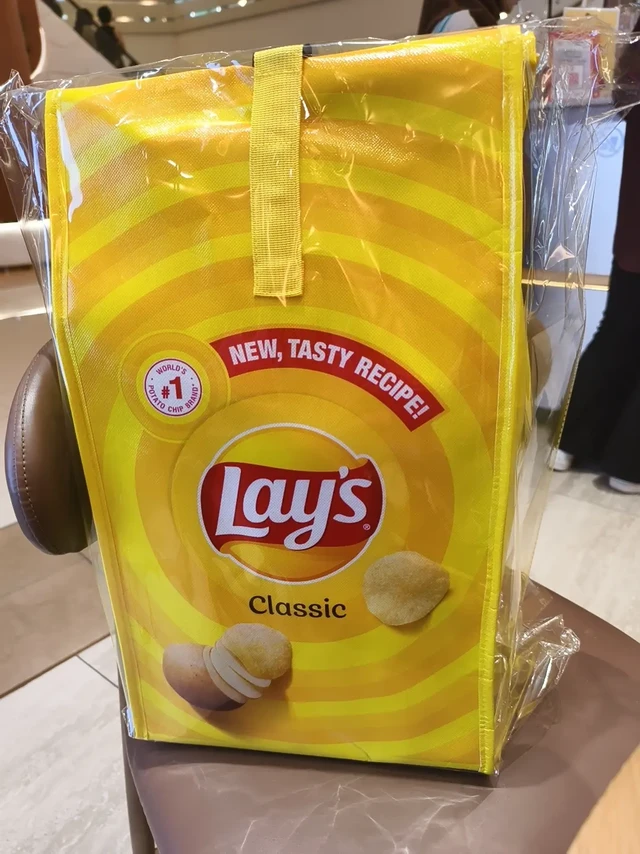 NEW, TASTY RECIPE!
WORLD'S
#1
POTATO CHIP BRAND*
Lay's®
Classic